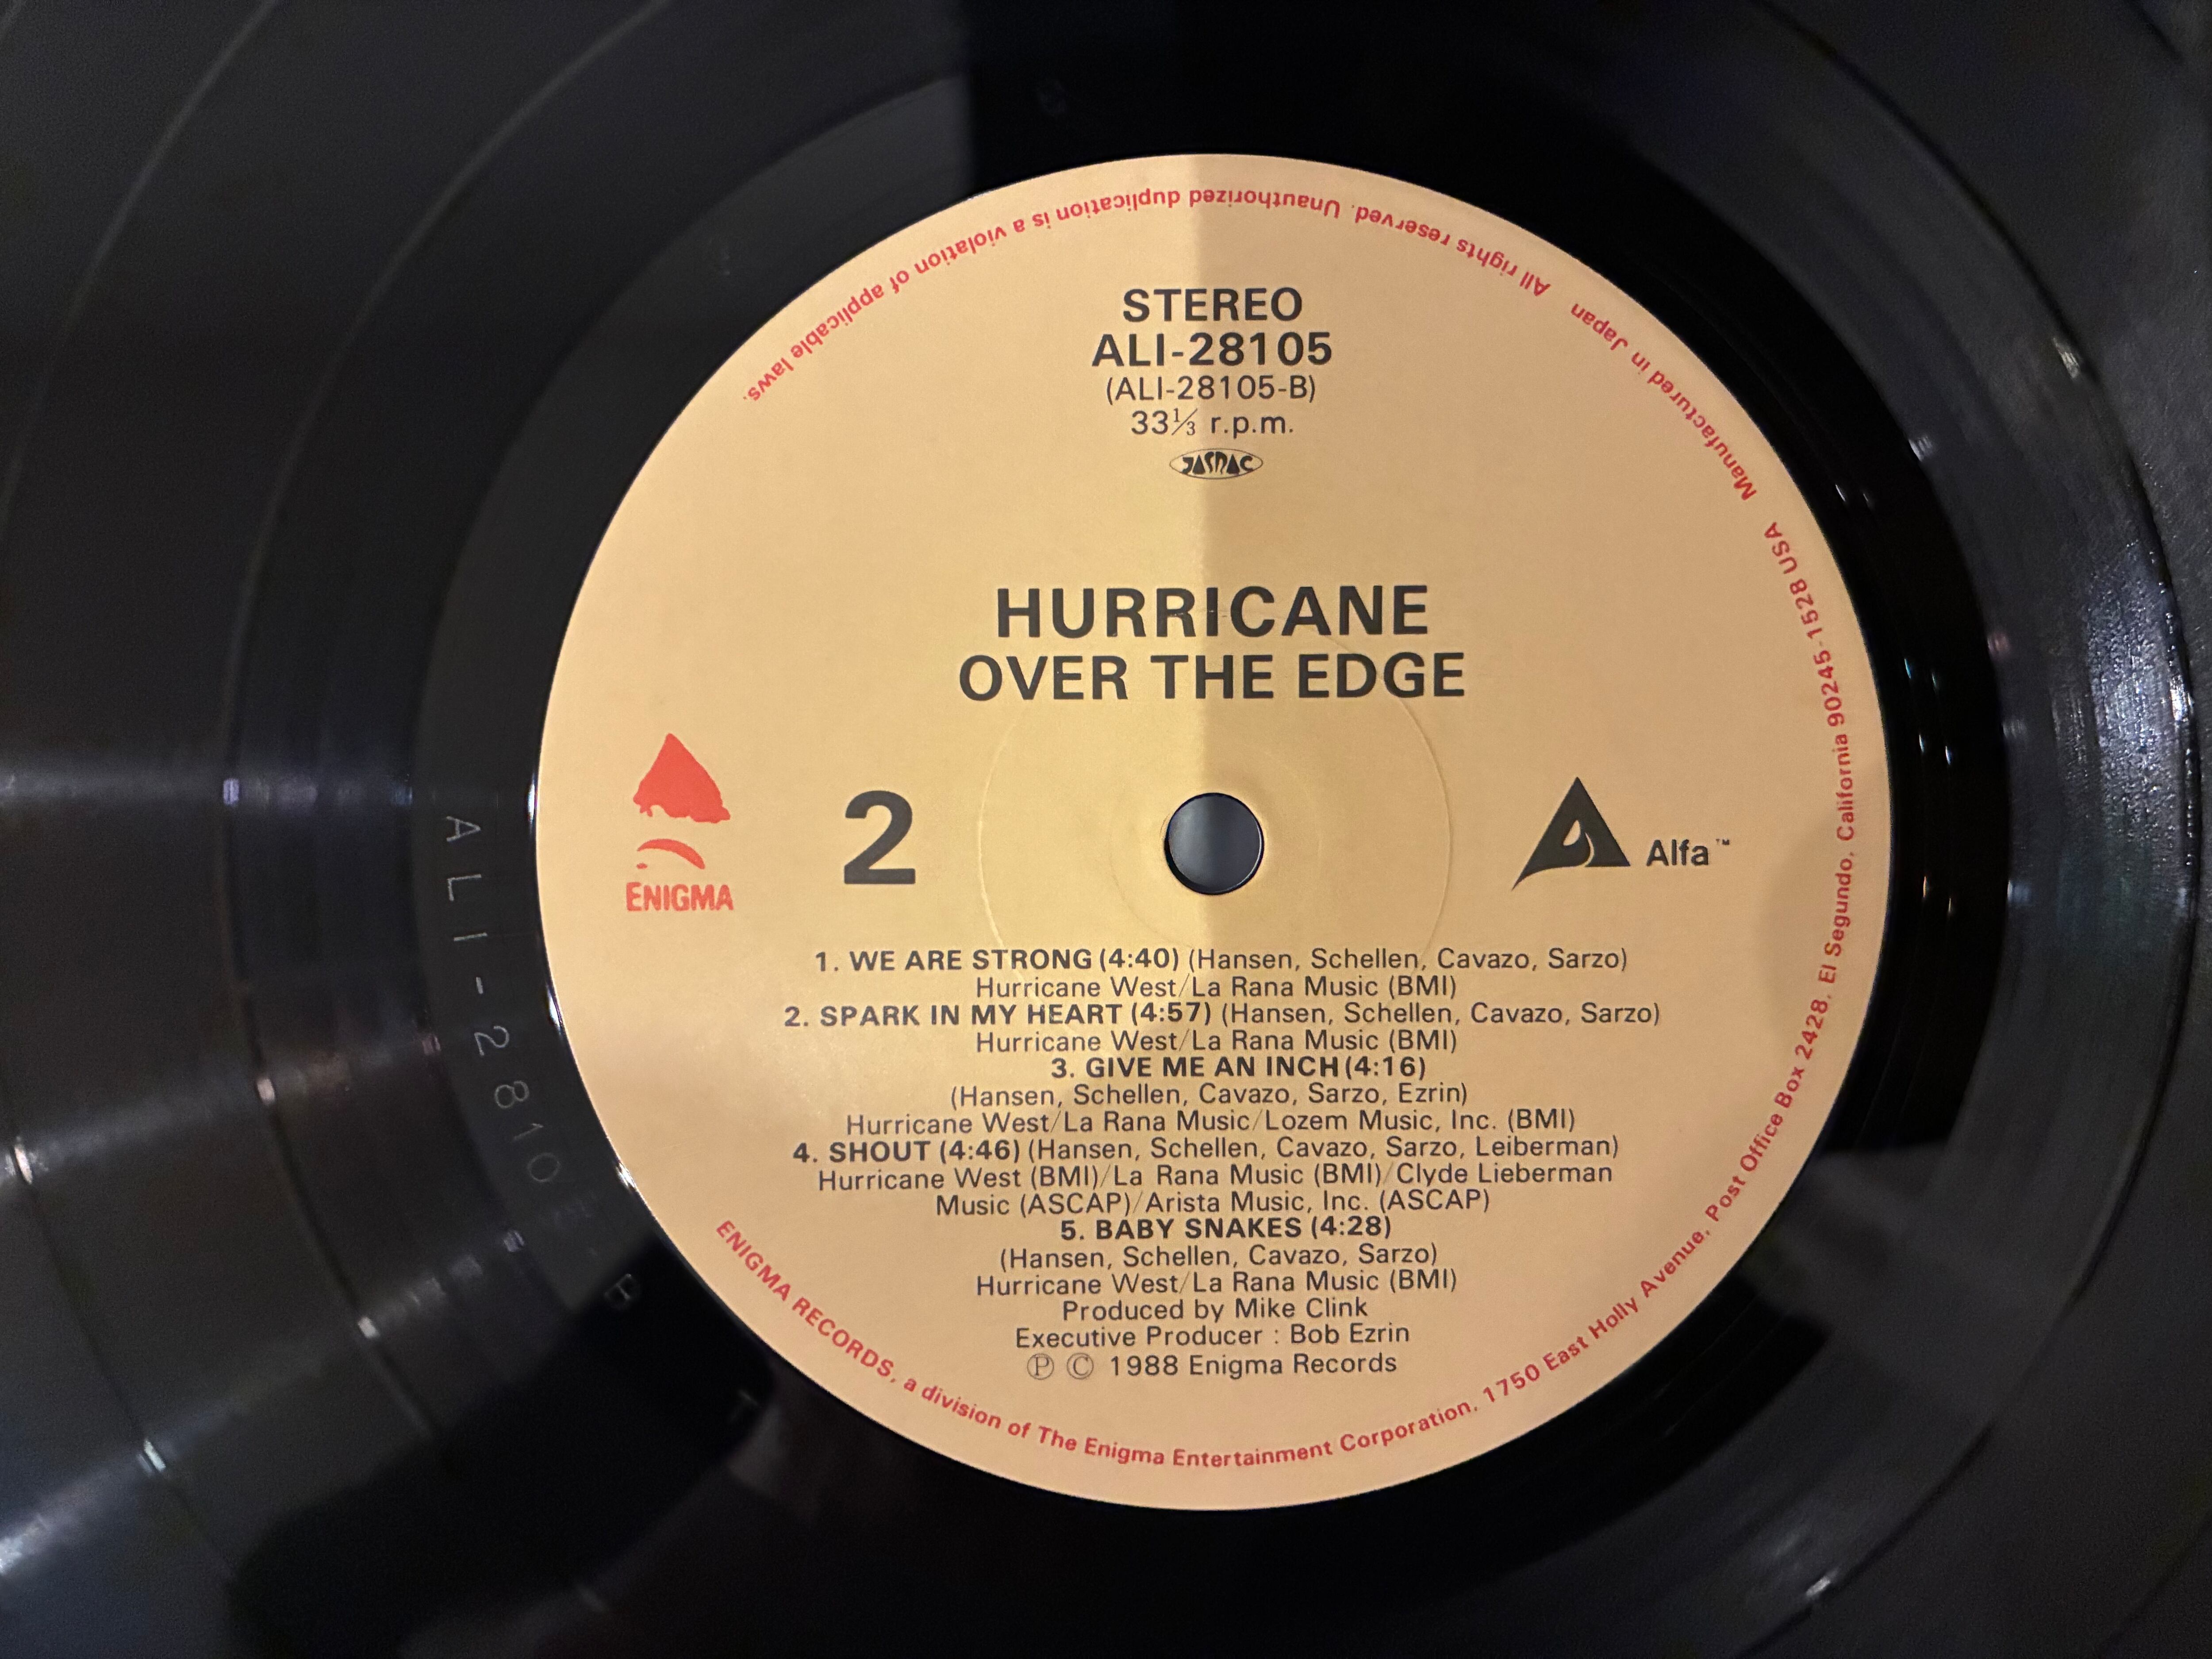 STEREO
ALI-28105
(ALI-28105-B)
33⅓ r.p.m.
JASRAC
HURRICANE
OVER THE EDGE
ENIGMA
2
Alfa™
1. WE ARE STRONG (4:40) (Hansen, Schellen, Cavazo, Sarzo)
Hurricane West/La Rana Music (BMI)
2. SPARK IN MY HEART (4:57) (Hansen, Schellen, Cavazo, Sarzo)
Hurricane West/La Rana Music (BMI)
3. GIVE ME AN INCH (4:16)
(Hansen, Schellen, Cavazo, Sarzo, Ezrin)
Hurricane West/La Rana Music/Lozem Music, Inc. (BMI)
4. SHOUT (4:46) (Hansen, Schellen, Cavazo, Sarzo, Leiberman)
Hurricane West (BMI)/La Rana Music (BMI)/Clyde Lieberman
Music (ASCAP)/Arista Music, Inc. (ASCAP)
5. BABY SNAKES (4:28)
(Hansen, Schellen, Cavazo, Sarzo)
Hurricane West/La Rana Music (BMI)
Produced by Mike Clink
Executive Producer : Bob Ezrin
Ⓟ Ⓒ 1988 Enigma Records
ENIGMA RECORDS, a division of The Enigma Entertainment Corporation, 1750 East Holly Avenue, Post Office Box 2428, El Segundo, California 90245-1528 USA Manufactured in Japan All rights reserved. Unauthorized duplication is a violation of applicable laws.
ALI-28105-B